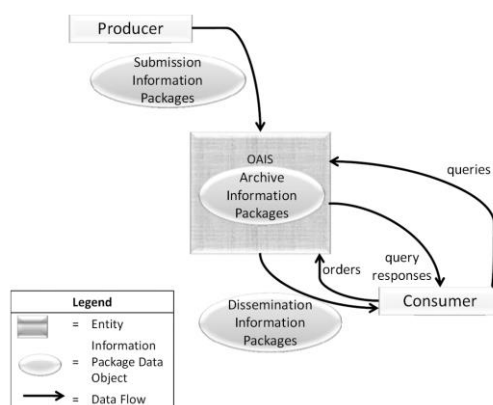 Producer
Submission
Information
Packages
OAIS
Archive
Information
Packages
queries
query
responses
orders
Consumer
Dissemination
Information
Packages
Legend
= Entity
Information
= Package Data
Object
= Data Flow